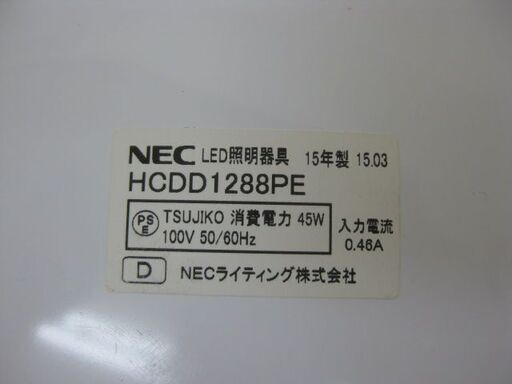 NEC LED照明器具 15年製 15.03
HCDD1288PE
PSE TSUJIKO 消費電力 45W
100V 50/60Hz
入力電流
0.46A
D NECライティング株式会社